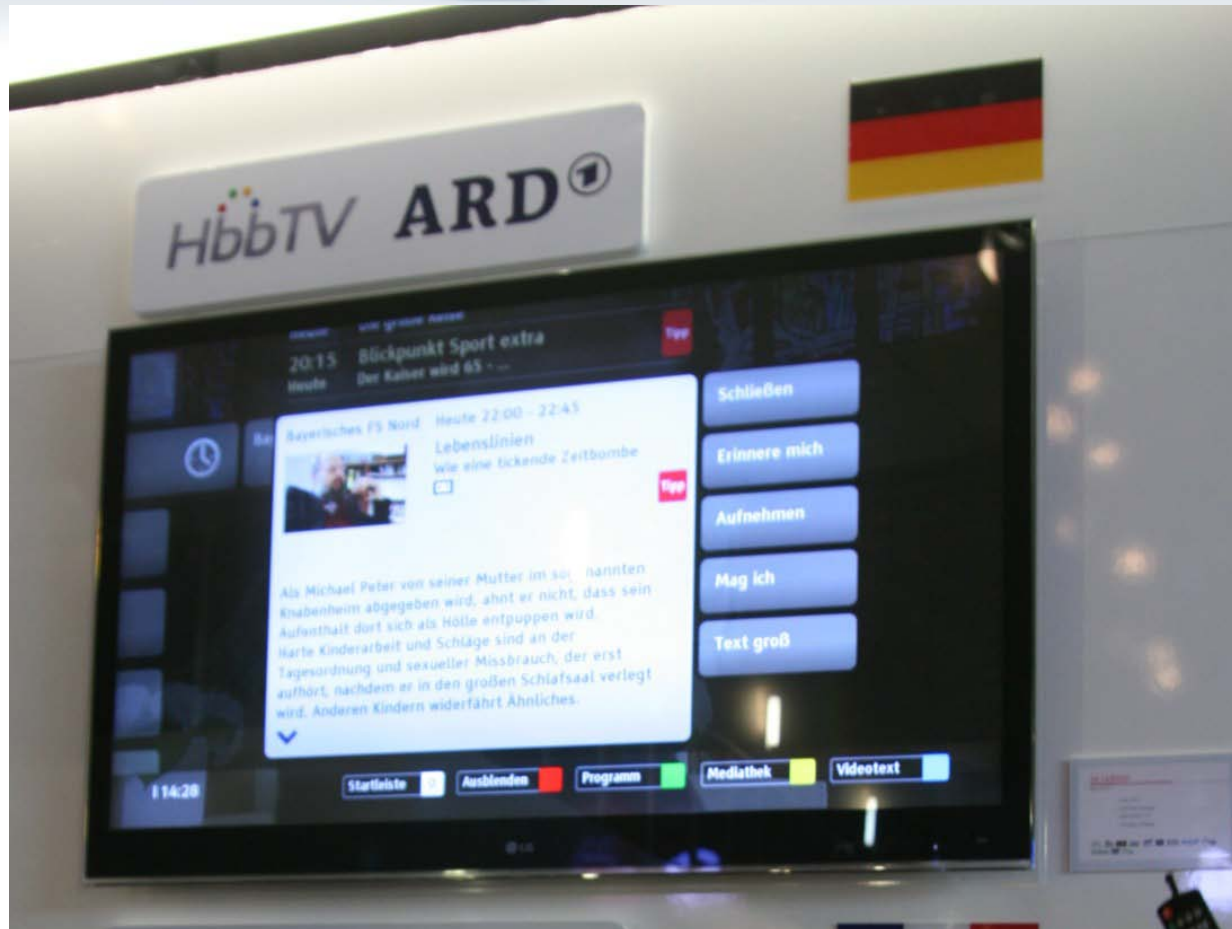 HbbTV ARD
Heute
20:15 Blickpunkt Sport extra Tipp
Heute Der Kaiser wird 65 - ...
Bayerisches FS Nord Heute 22:00 - 22:45
Lebenslinien
Wie eine tickende Zeitbombe
Tipp
Als Michael Peter von seiner Mutter im
Knabenheim abgegeben wird, ahnt er nicht, dass sein
Aufenthalt dort sich als Hölle entpuppen wird.
Harte Kinderarbeit und Schläge sind an der
Tagesordnung und sexueller Missbrauch, der erst
aufhört, nachdem er in den großen Schlafsaal verlegt
wird. Anderen Kindern widerfährt Ähnliches.
Schließen
Erinnere mich
Aufnehmen
Mag ich
Text groß
14:28
Startleiste 0 Ausblenden Programm Mediathek Videotext
LG